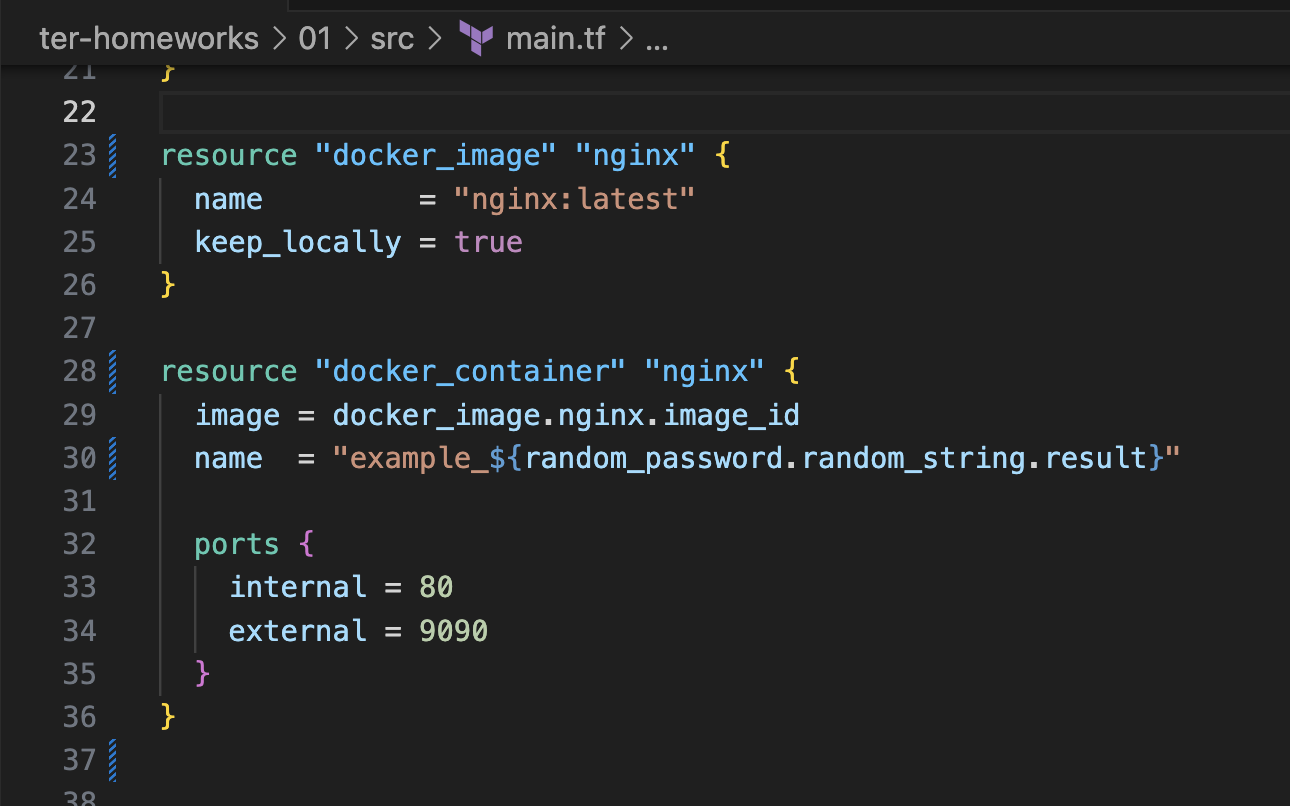 ter-homeworks > 01 > src > main.tf > ...
21 }
22
23 resource "docker_image" "nginx" {
24   name         = "nginx:latest"
25   keep_locally = true
26 }
27
28 resource "docker_container" "nginx" {
29   image = docker_image.nginx.image_id
30   name  = "example_${random_password.random_string.result}"
31
32   ports {
33     internal = 80
34     external = 9090
35   }
36 }
37
38